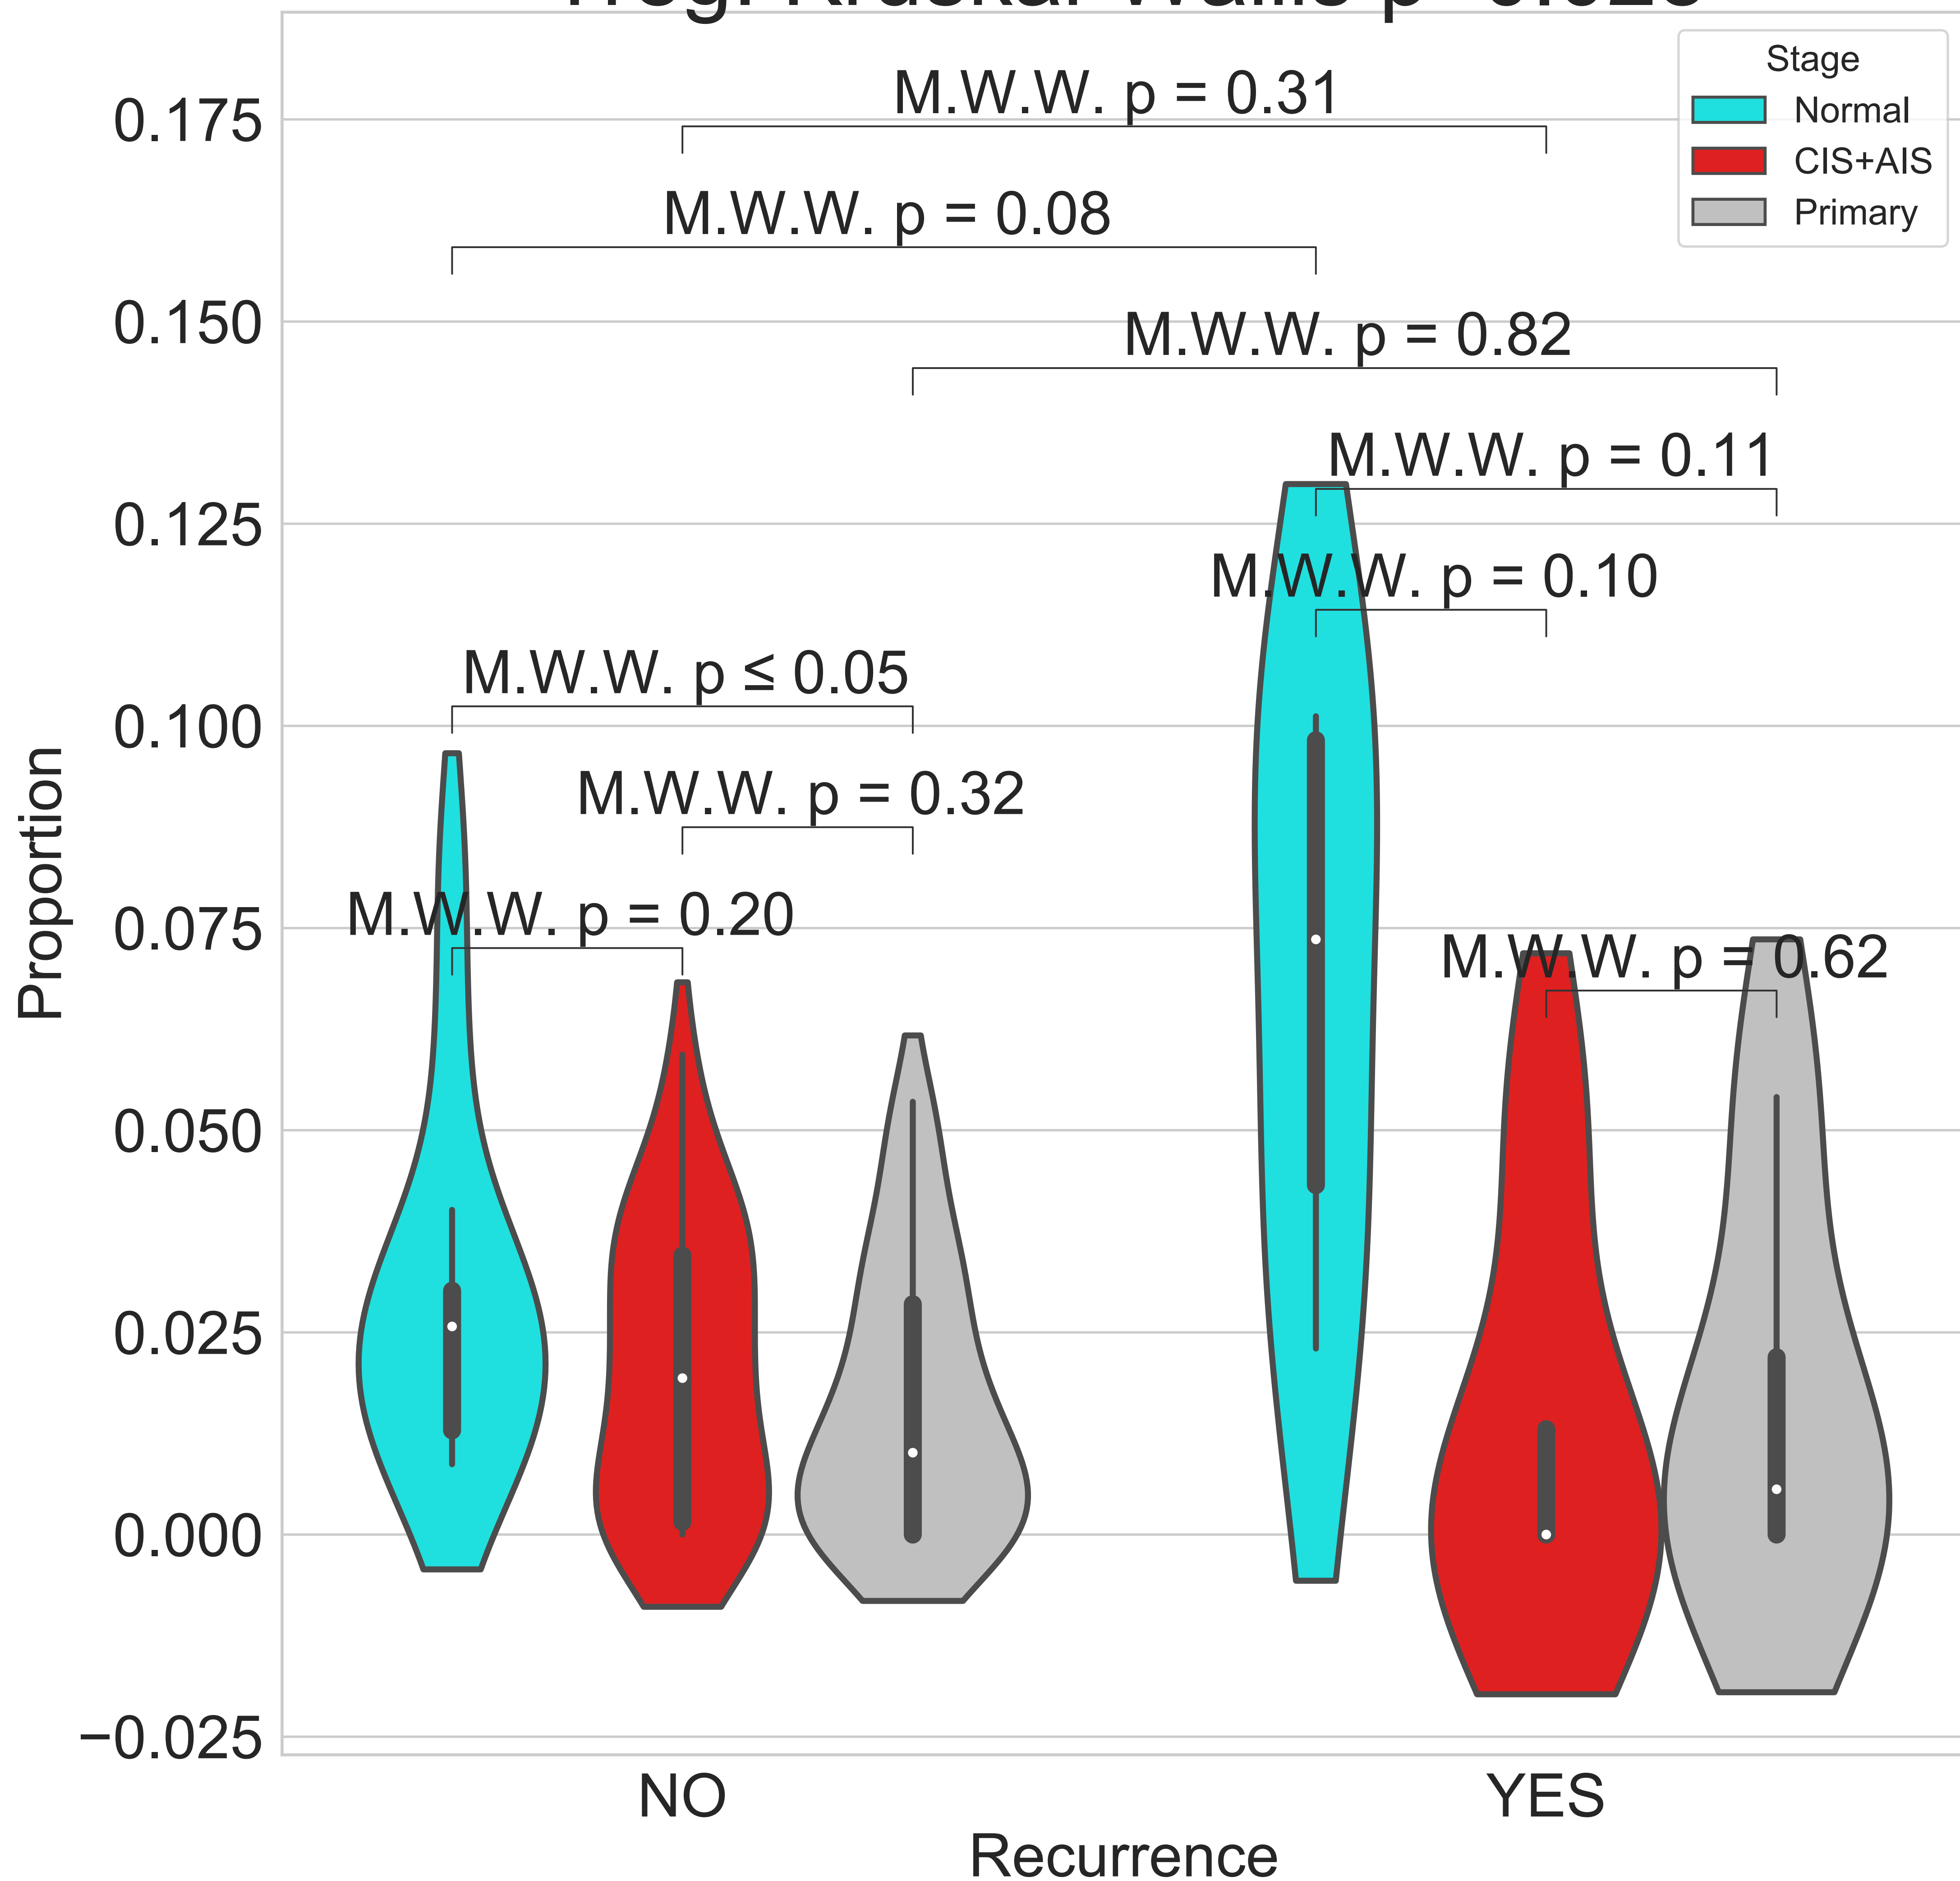 Stage
Normal
CIS+AIS
Primary
M.W.W. p = 0.31
M.W.W. p = 0.08
M.W.W. p = 0.82
M.W.W. p = 0.11
M.W.W. p = 0.10
M.W.W. p ≤ 0.05
M.W.W. p = 0.32
M.W.W. p = 0.20
M.W.W. p = 0.62
0.175
0.150
0.125
0.100
0.075
0.050
0.025
0.000
−0.025
Proportion
NO YES
Recurrence